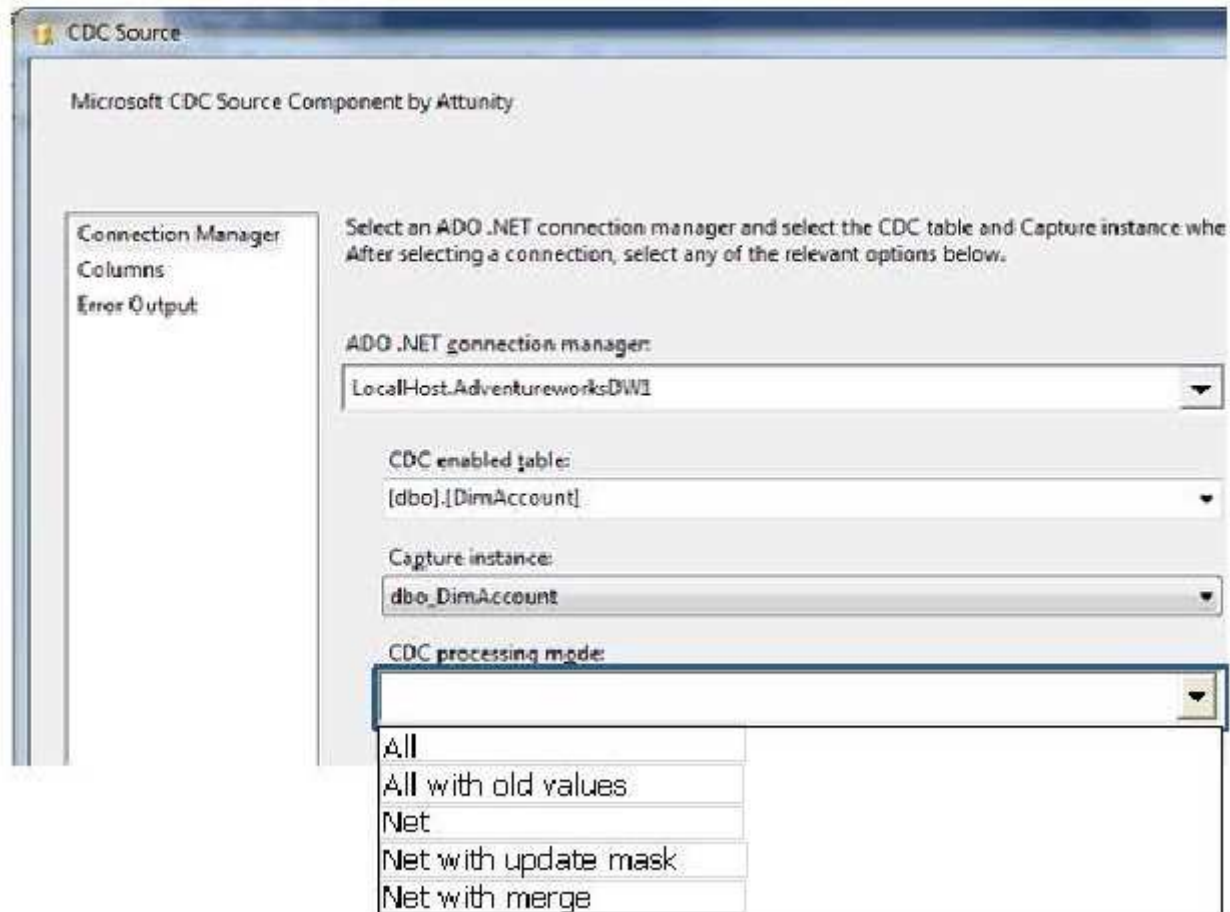 CDC Source
Microsoft CDC Source Component by Attunity
Connection Manager
Columns
Error Output
Select an ADO .NET connection manager and select the CDC table and Capture instance whe
After selecting a connection, select any of the relevant options below.
ADO .NET connection manager:
LocalHost.AdventureworksDW1
CDC enabled table:
[dbo].[DimAccount]
Capture instance:
dbo_DimAccount
CDC processing mode:
All
All with old values
Net
Net with update mask
Net with merge